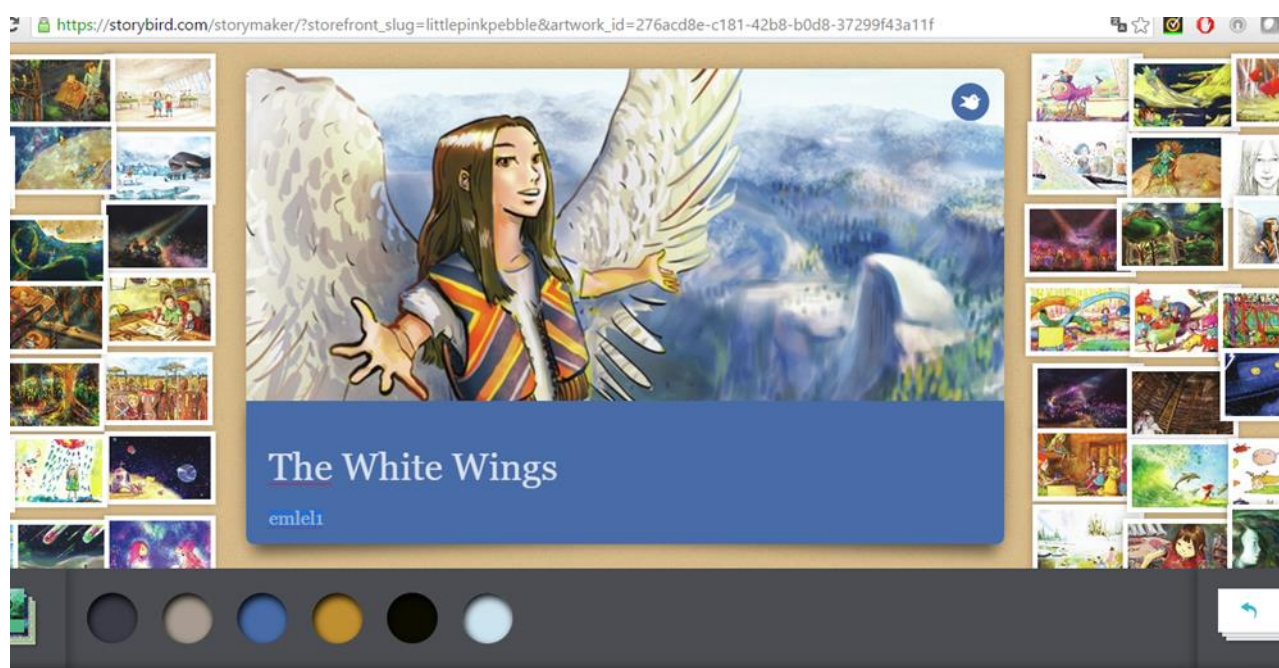 https://storybird.com/storymaker/?storefront_slug=littlepinkpebble&artwork_id=276acd8e-c181-42b8-b0d8-37299f43a11f
The White Wings
emlel1